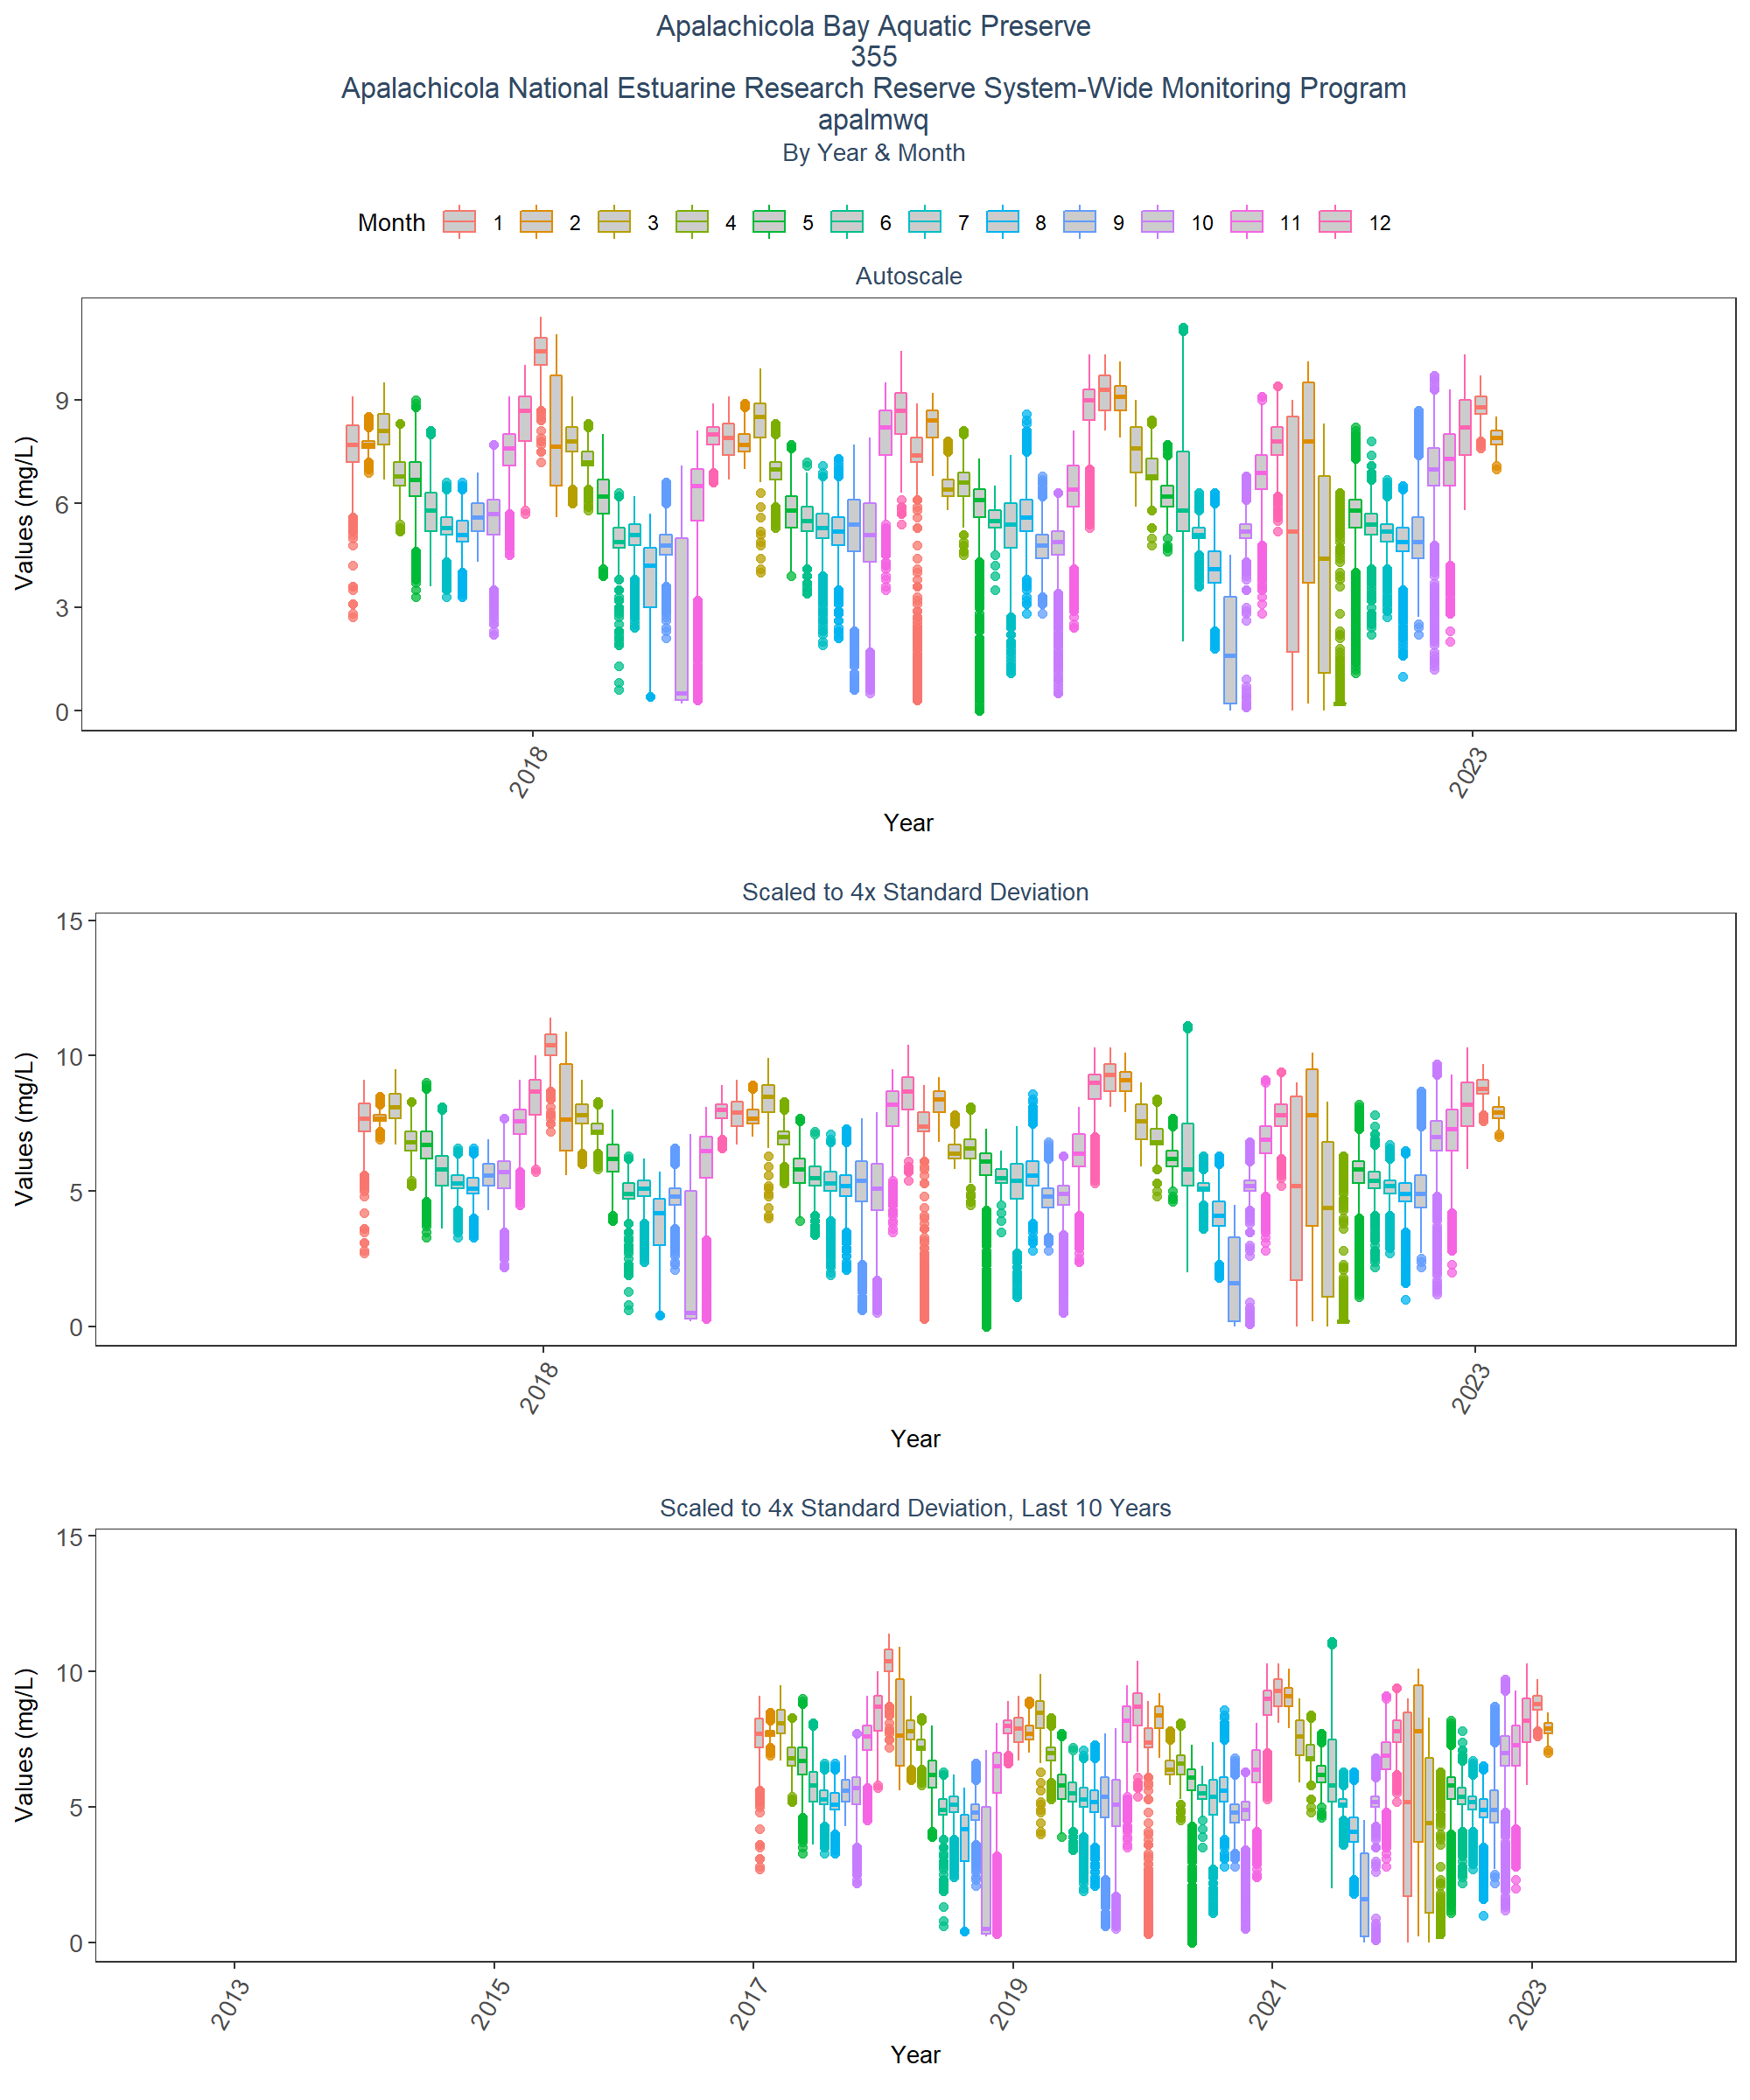 Apalachicola Bay Aquatic Preserve
355
Apalachicola National Estuarine Research Reserve System-Wide Monitoring Program
apalmwq
By Year & Month
Month 1 2 3 4 5 6 7 8 9 10 11 12
Autoscale
Values (mg/L)
9
6
3
0
2018 2023
Year
Scaled to 4x Standard Deviation
Values (mg/L)
15
10
5
0
2018 2023
Year
Scaled to 4x Standard Deviation, Last 10 Years
Values (mg/L)
15
10
5
0
2013 2015 2017 2019 2021 2023
Year